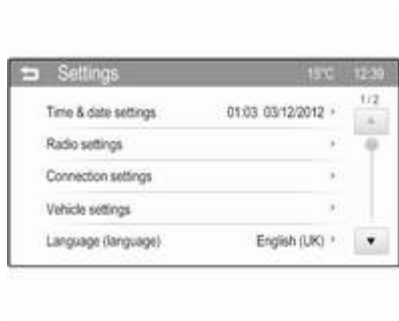 Settings 15°C 12:39
1/2
Time & date settings 01:03 03/12/2012
Radio settings
Connection settings
Vehicle settings
Language (language) English (UK)